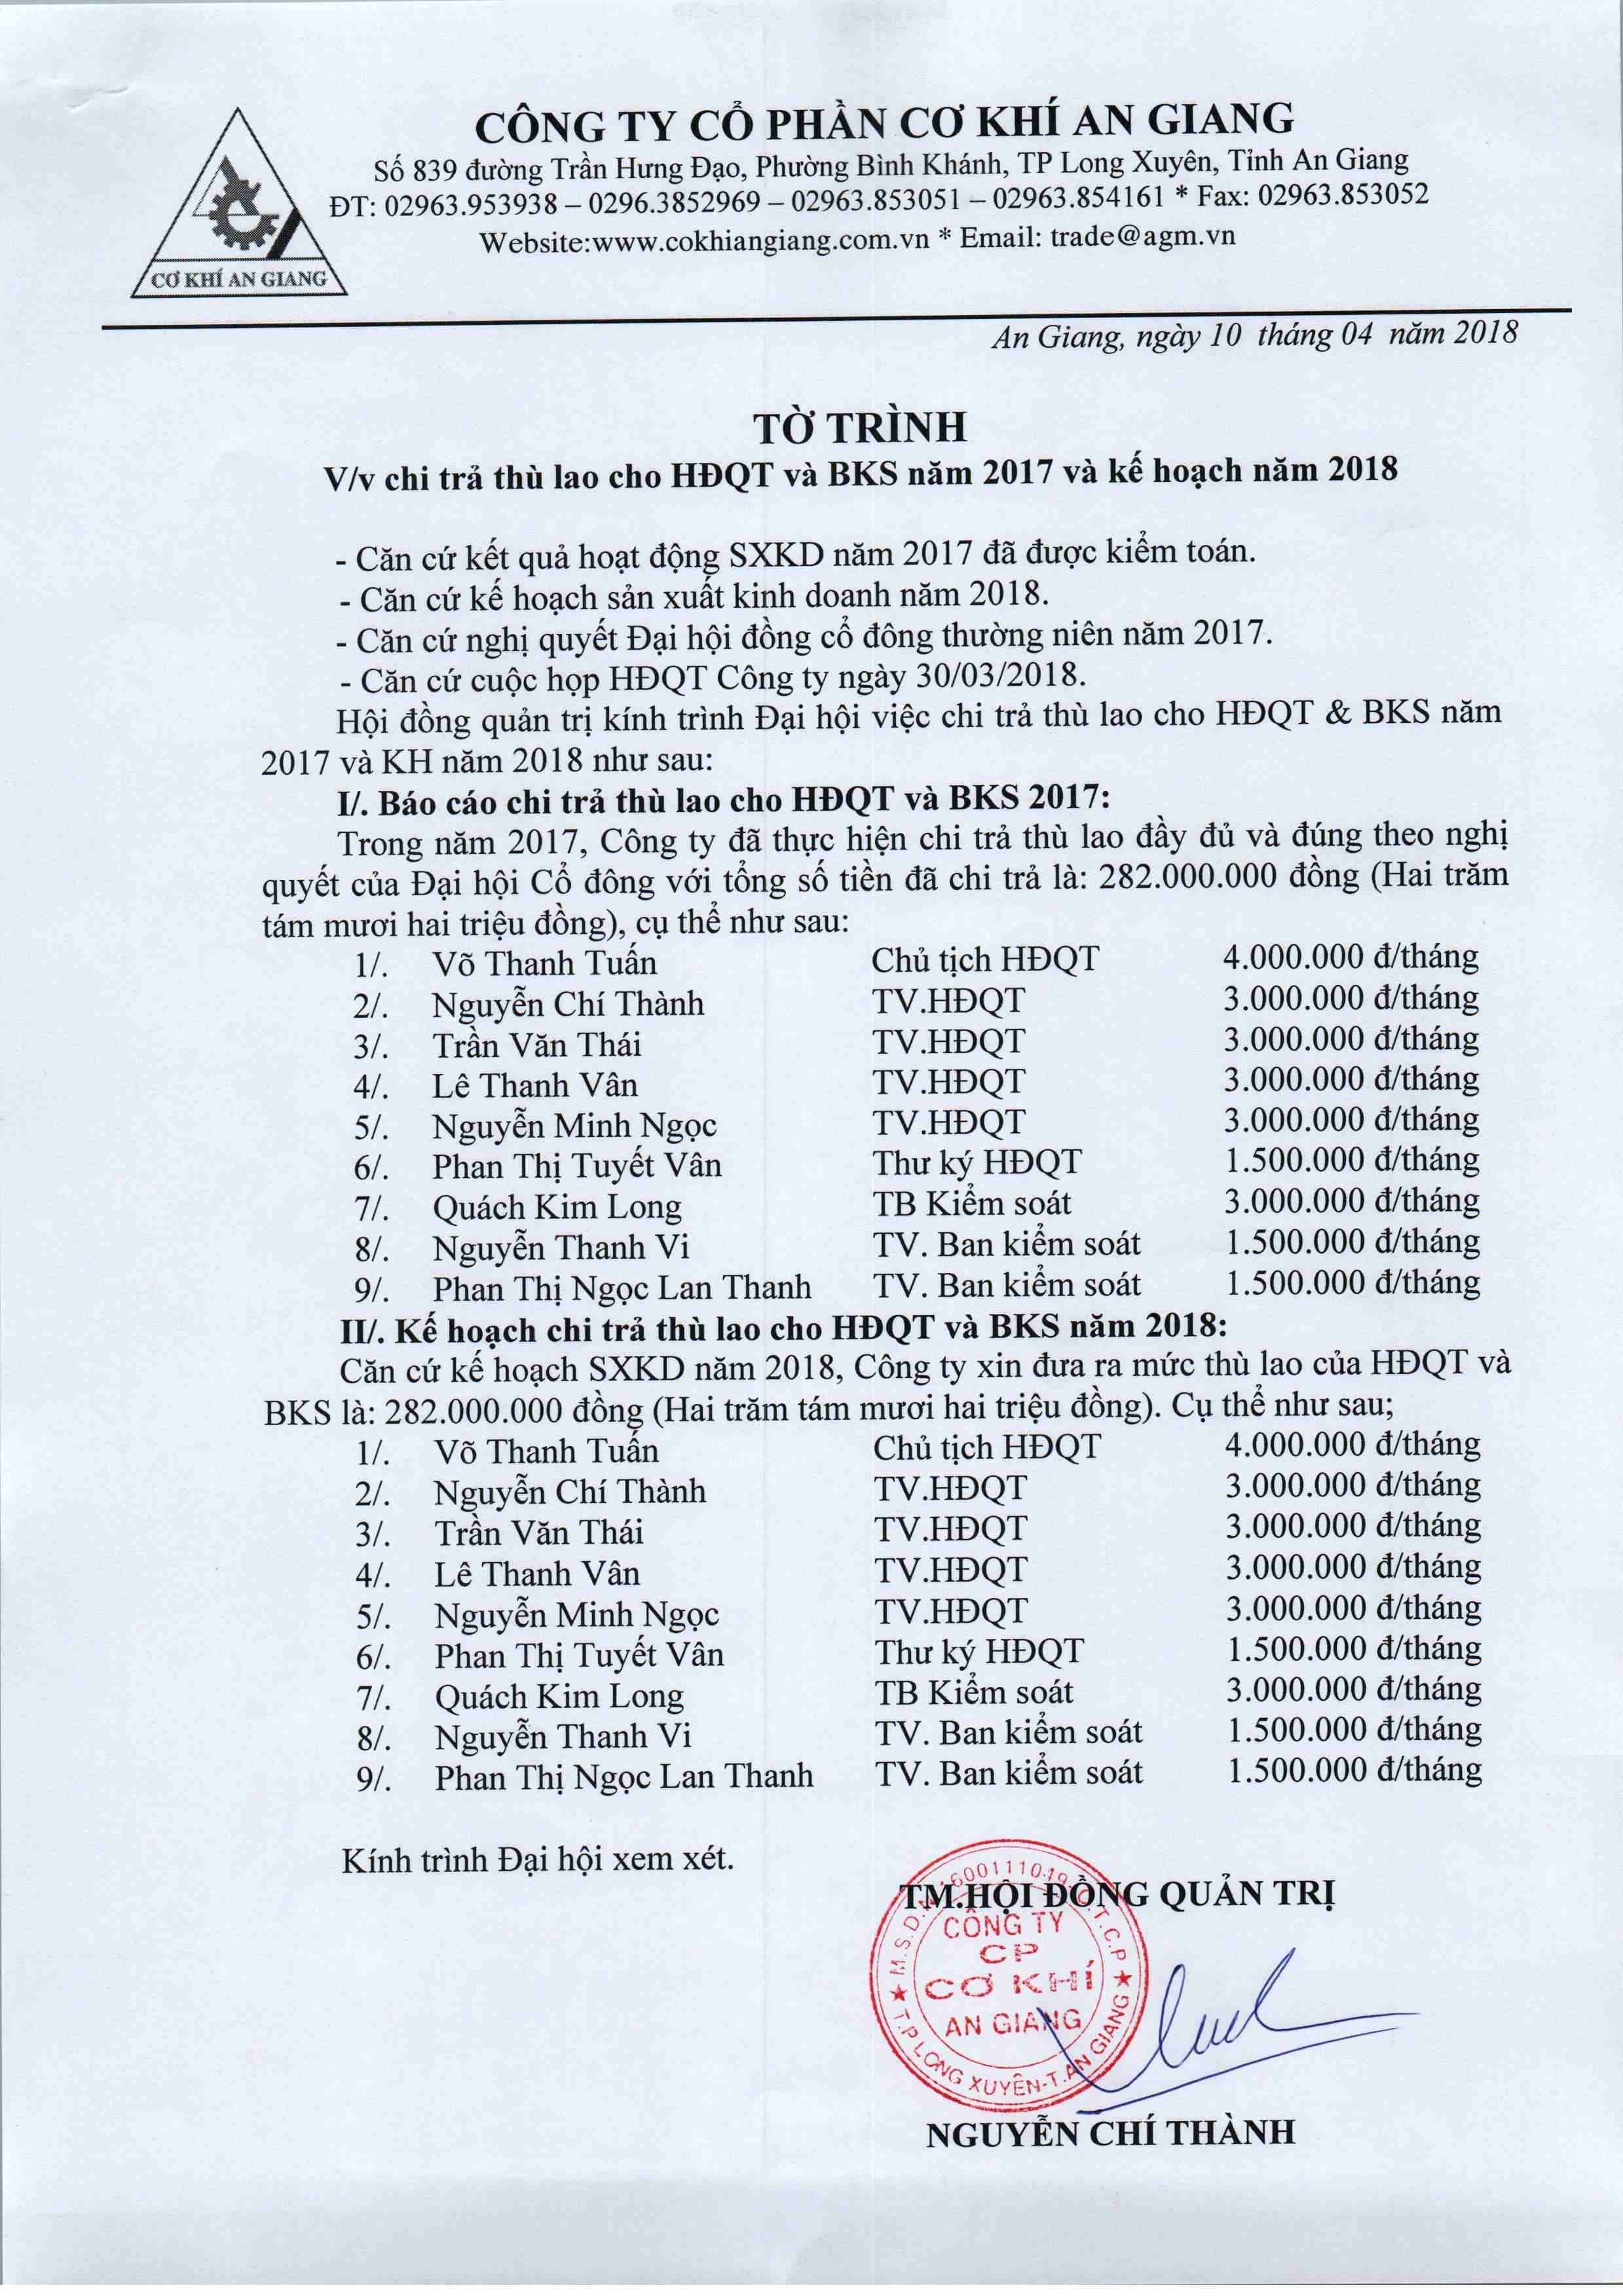 CƠ KHÍ AN GIANG
CÔNG TY CỔ PHẦN CƠ KHÍ AN GIANG
Số 839 đường Trần Hưng Đạo, Phường Bình Khánh, TP Long Xuyên, Tỉnh An Giang
ĐT: 02963.953938 – 0296.3852969 – 02963.853051 – 02963.854161 * Fax: 02963.853052
Website:www.cokhiangiang.com.vn * Email: trade@agm.vn
An Giang, ngày 10 tháng 04 năm 2018
TỜ TRÌNH
V/v chi trả thù lao cho HĐQT và BKS năm 2017 và kế hoạch năm 2018
- Căn cứ kết quả hoạt động SXKD năm 2017 đã được kiểm toán.
- Căn cứ kế hoạch sản xuất kinh doanh năm 2018.
- Căn cứ nghị quyết Đại hội đồng cổ đông thường niên năm 2017.
- Căn cứ cuộc họp HĐQT Công ty ngày 30/03/2018.
Hội đồng quản trị kính trình Đại hội việc chi trả thù lao cho HĐQT & BKS năm
2017 và KH năm 2018 như sau:
I/. Báo cáo chi trả thù lao cho HĐQT và BKS 2017:
Trong năm 2017, Công ty đã thực hiện chi trả thù lao đầy đủ và đúng theo nghị
quyết của Đại hội Cổ đông với tổng số tiền đã chi trả là: 282.000.000 đồng (Hai trăm
tám mươi hai triệu đồng), cụ thể như sau:
1/. Võ Thanh Tuấn Chủ tịch HĐQT 4.000.000 đ/tháng
2/. Nguyễn Chí Thành TV.HĐQT 3.000.000 đ/tháng
3/. Trần Văn Thái TV.HĐQT 3.000.000 đ/tháng
4/. Lê Thanh Vân TV.HĐQT 3.000.000 đ/tháng
5/. Nguyễn Minh Ngọc TV.HĐQT 3.000.000 đ/tháng
6/. Phan Thị Tuyết Vân Thư ký HĐQT 1.500.000 đ/tháng
7/. Quách Kim Long TB Kiểm soát 3.000.000 đ/tháng
8/. Nguyễn Thanh Vi TV. Ban kiểm soát 1.500.000 đ/tháng
9/. Phan Thị Ngọc Lan Thanh TV. Ban kiểm soát 1.500.000 đ/tháng
II/. Kế hoạch chi trả thù lao cho HĐQT và BKS năm 2018:
Căn cứ kế hoạch SXKD năm 2018, Công ty xin đưa ra mức thù lao của HĐQT và
BKS là: 282.000.000 đồng (Hai trăm tám mươi hai triệu đồng). Cụ thể như sau;
1/. Võ Thanh Tuấn Chủ tịch HĐQT 4.000.000 đ/tháng
2/. Nguyễn Chí Thành TV.HĐQT 3.000.000 đ/tháng
3/. Trần Văn Thái TV.HĐQT 3.000.000 đ/tháng
4/. Lê Thanh Vân TV.HĐQT 3.000.000 đ/tháng
5/. Nguyễn Minh Ngọc TV.HĐQT 3.000.000 đ/tháng
6/. Phan Thị Tuyết Vân Thư ký HĐQT 1.500.000 đ/tháng
7/. Quách Kim Long TB Kiểm soát 3.000.000 đ/tháng
8/. Nguyễn Thanh Vi TV. Ban kiểm soát 1.500.000 đ/tháng
9/. Phan Thị Ngọc Lan Thanh TV. Ban kiểm soát 1.500.000 đ/tháng
Kính trình Đại hội xem xét.
TM.HỘI ĐỒNG QUẢN TRỊ
CÔNG TY
CP
CƠ KHÍ
AN GIANG
T.P LONG XUYÊN-T.AN GIANG
NGUYỄN CHÍ THÀNH